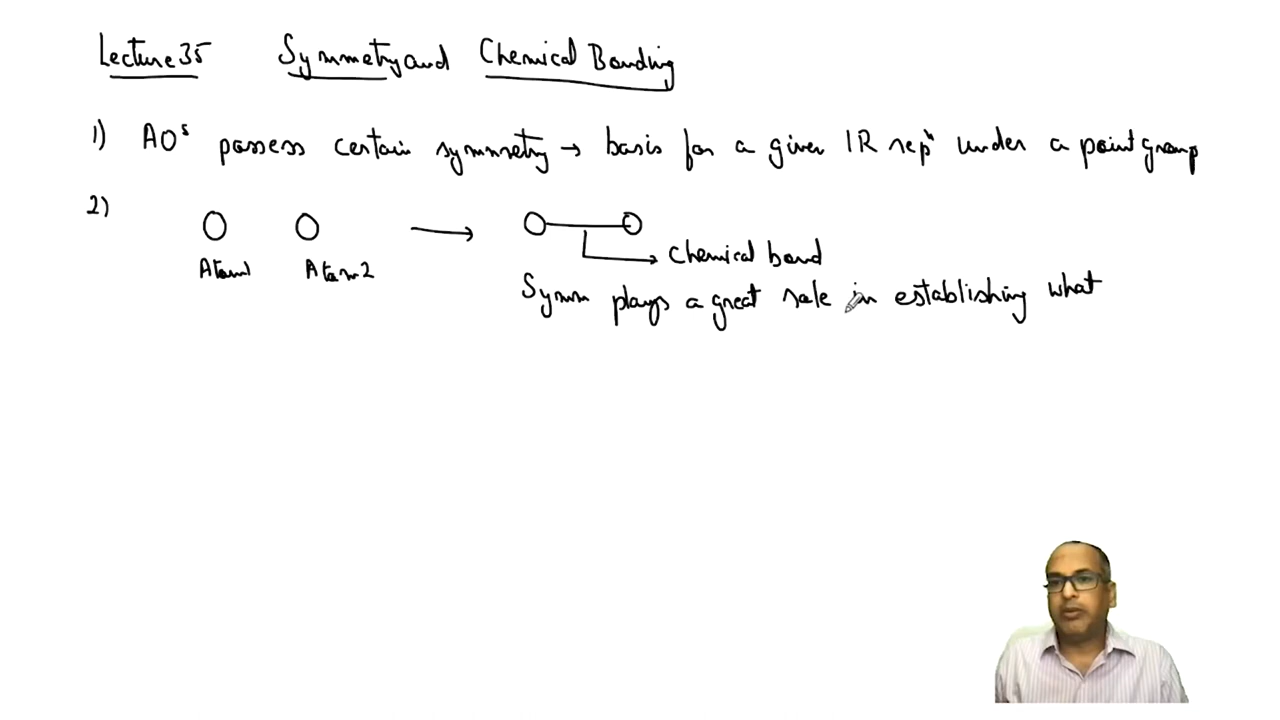 Lecture 35 Symmetry and Chemical Bonding
1) AOˢ possess certain symmetry → basis for a given IR repⁿ under a point group
2)
Atom1 Atom2
Chemical bond
Symm plays a great role in establishing what